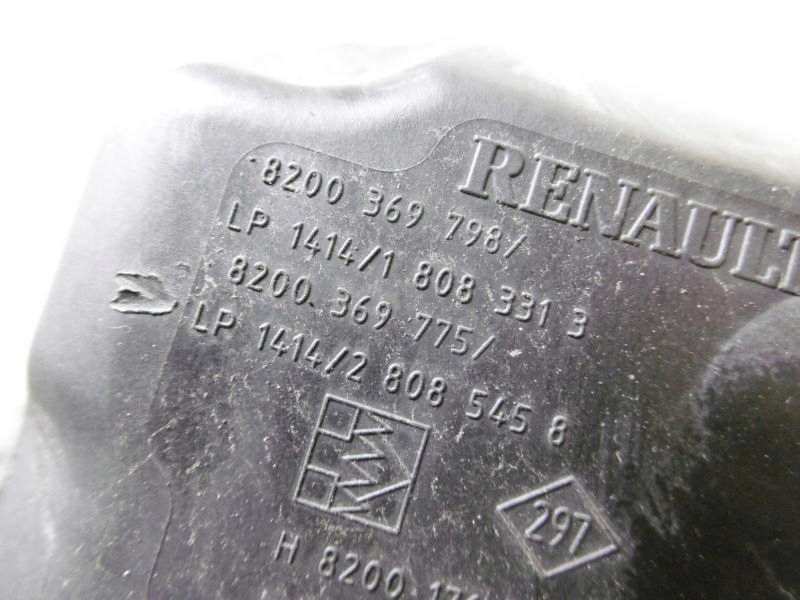 RENAULT
8200 369 798/
LP 1414/1 808 331 3
8200 369 775/
LP 1414/2 808 545 8
297
H 8200